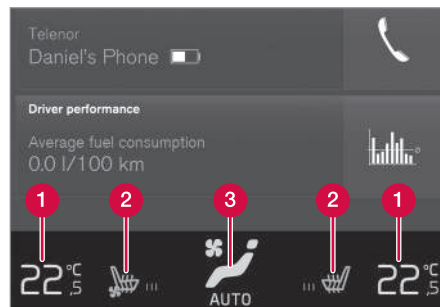 Telenor
Daniel's Phone
Driver performance
Average fuel consumption
0.0 l/100 km
1 2 3 2 1
22 °C ,5 22 °C ,5
AUTO